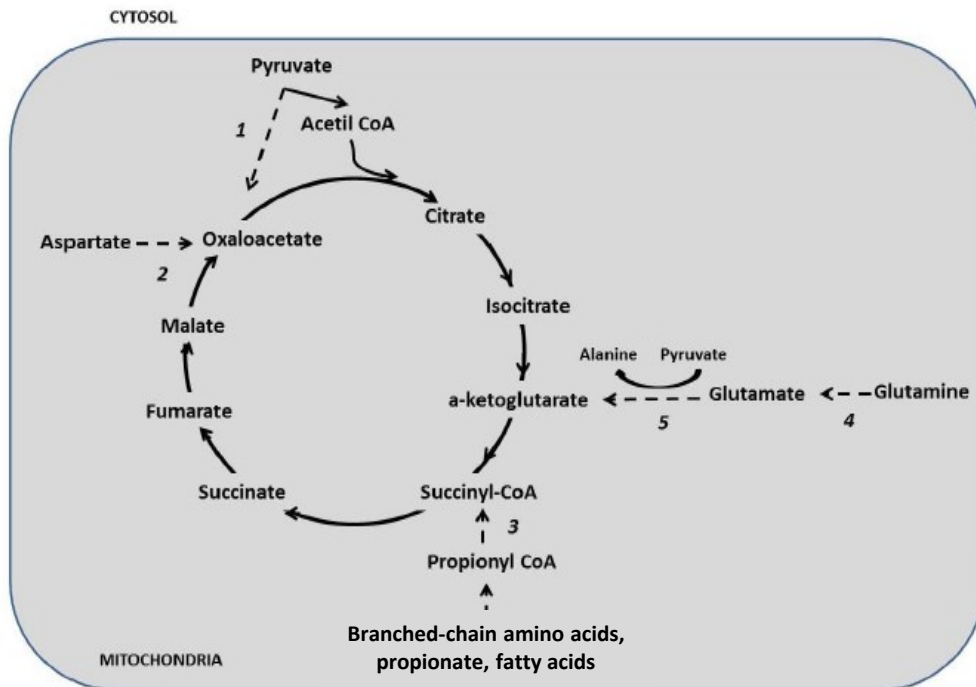 CYTOSOL
Pyruvate
1
Acetil CoA
Citrate
Aspartate
Oxaloacetate
2
Isocitrate
Malate
Alanine Pyruvate
a-ketoglutarate
Glutamate
Glutamine
5
4
Fumarate
Succinate
Succinyl-CoA
3
Propionyl CoA
Branched-chain amino acids,
propionate, fatty acids
MITOCHONDRIA